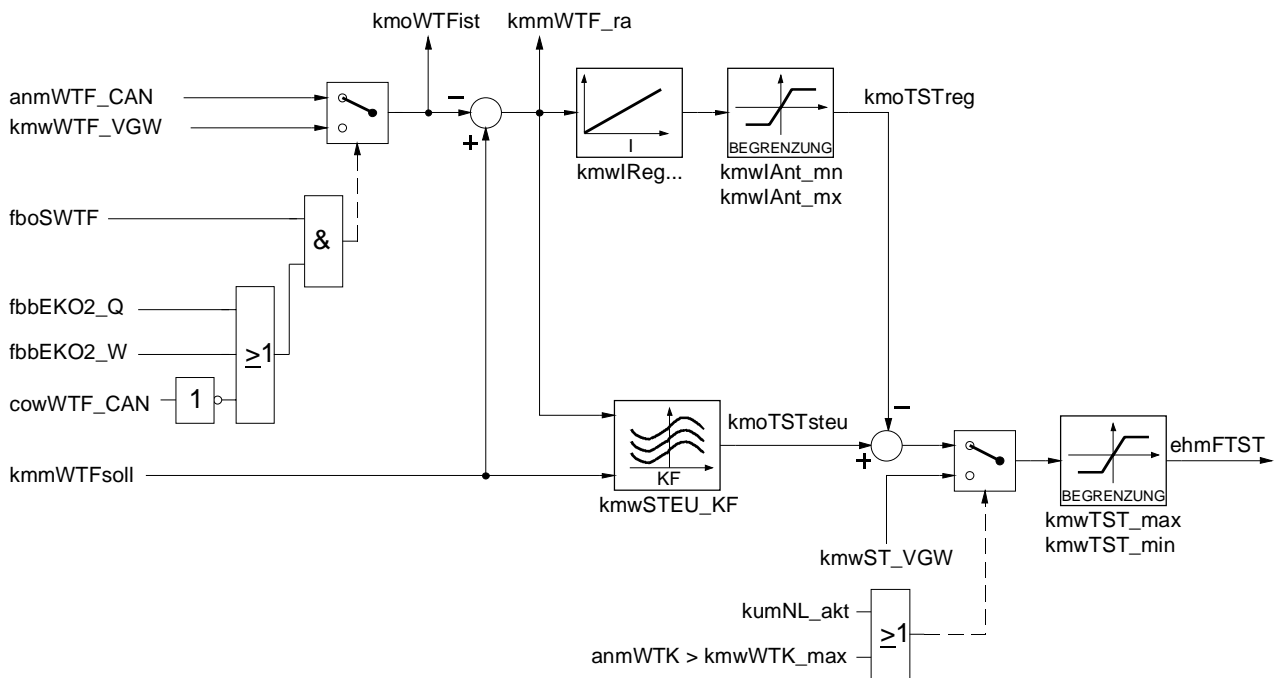 kmoWTFist
kmmWTF_ra
anmWTF_CAN
kmwWTF_VGW
kmoTSTreg
I
BEGRENZUNG
kmwIReg...
kmwIAnt_mn
kmwIAnt_mx
fboSWTF
&
fbbEKO2_Q
fbbEKO2_W
≥1
cowWTF_CAN
1
kmoTSTsteu
ehmFTST
kmmWTFsoll
KF
kmwSTEU_KF
BEGRENZUNG
kmwTST_max
kmwTST_min
kmwST_VGW
kumNL_akt
≥1
anmWTK > kmwWTK_max